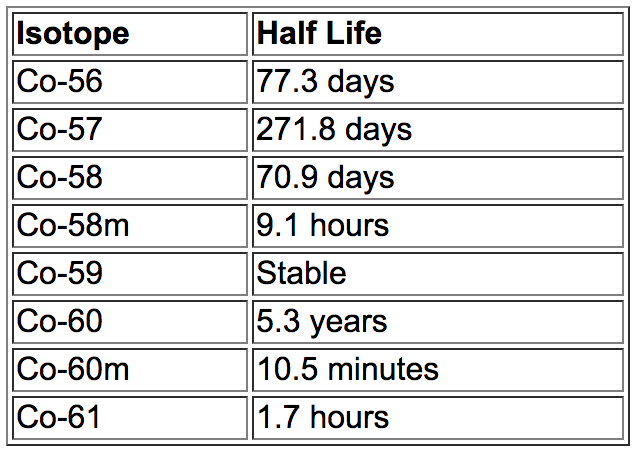 Isotope Half Life
Co-56 77.3 days
Co-57 271.8 days
Co-58 70.9 days
Co-58m 9.1 hours
Co-59 Stable
Co-60 5.3 years
Co-60m 10.5 minutes
Co-61 1.7 hours